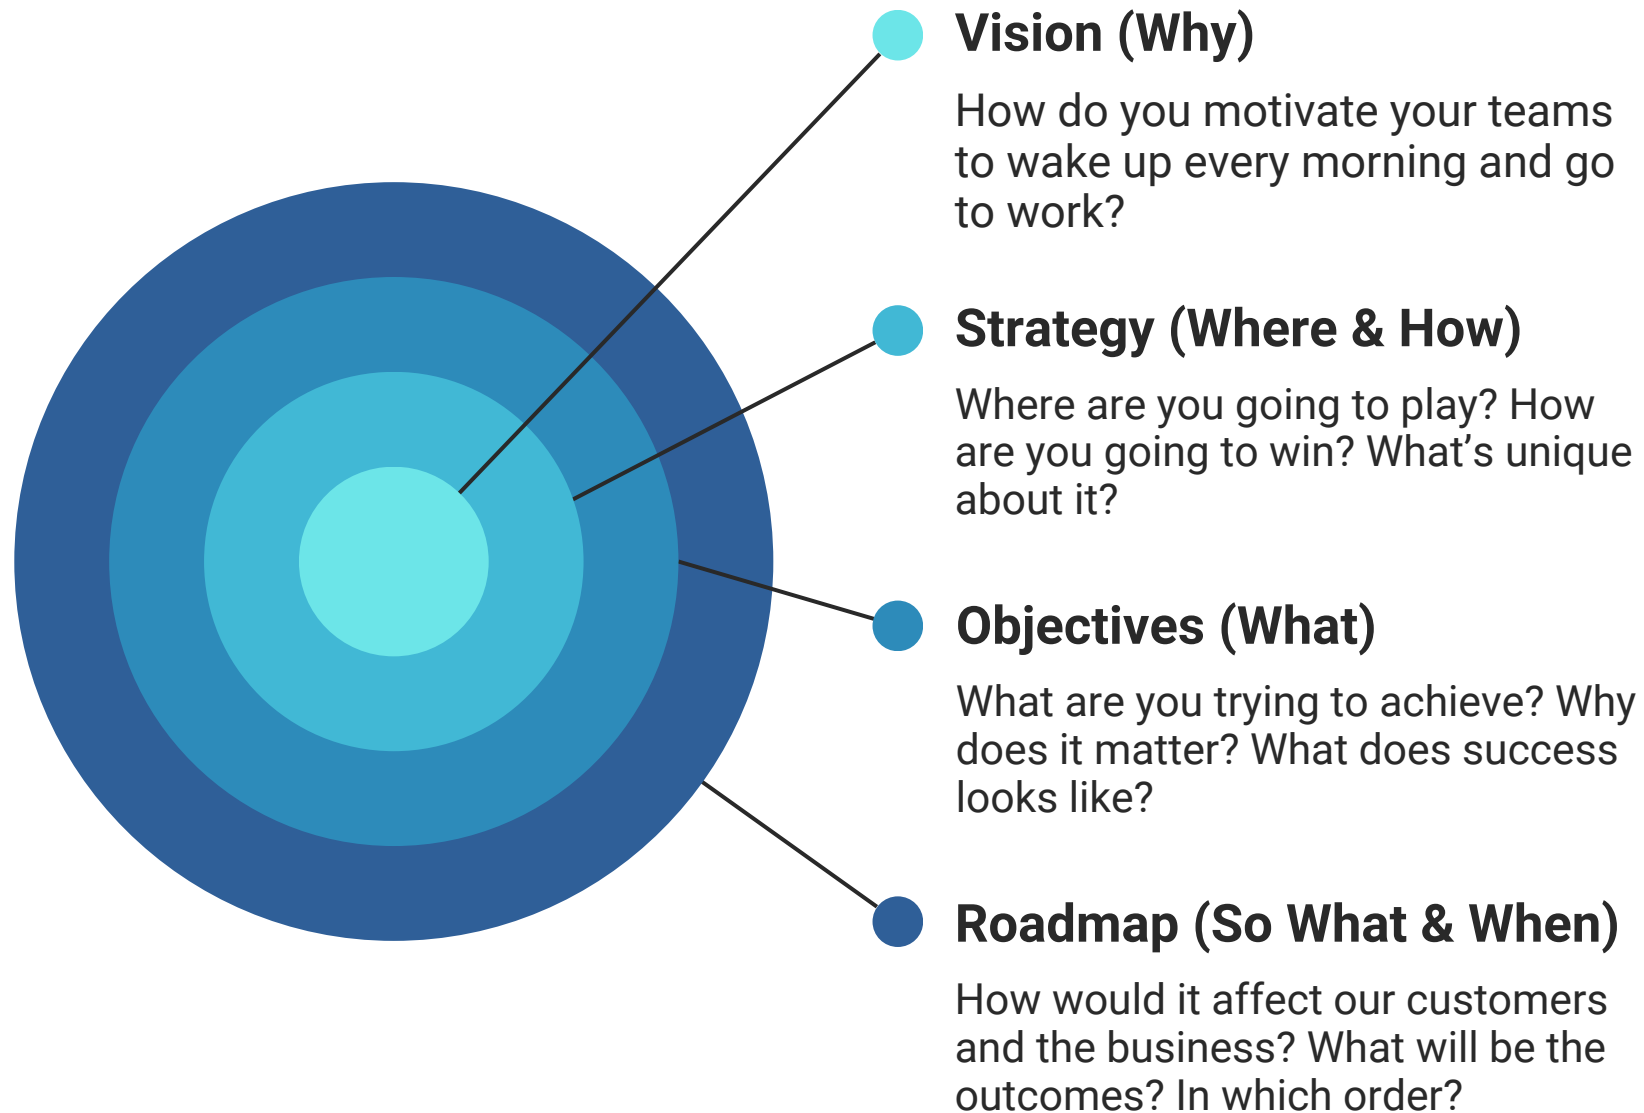 Vision (Why)
How do you motivate your teams
to wake up every morning and go
to work?
Strategy (Where & How)
Where are you going to play? How
are you going to win? What’s unique
about it?
Objectives (What)
What are you trying to achieve? Why
does it matter? What does success
looks like?
Roadmap (So What & When)
How would it affect our customers
and the business? What will be the
outcomes? In which order?